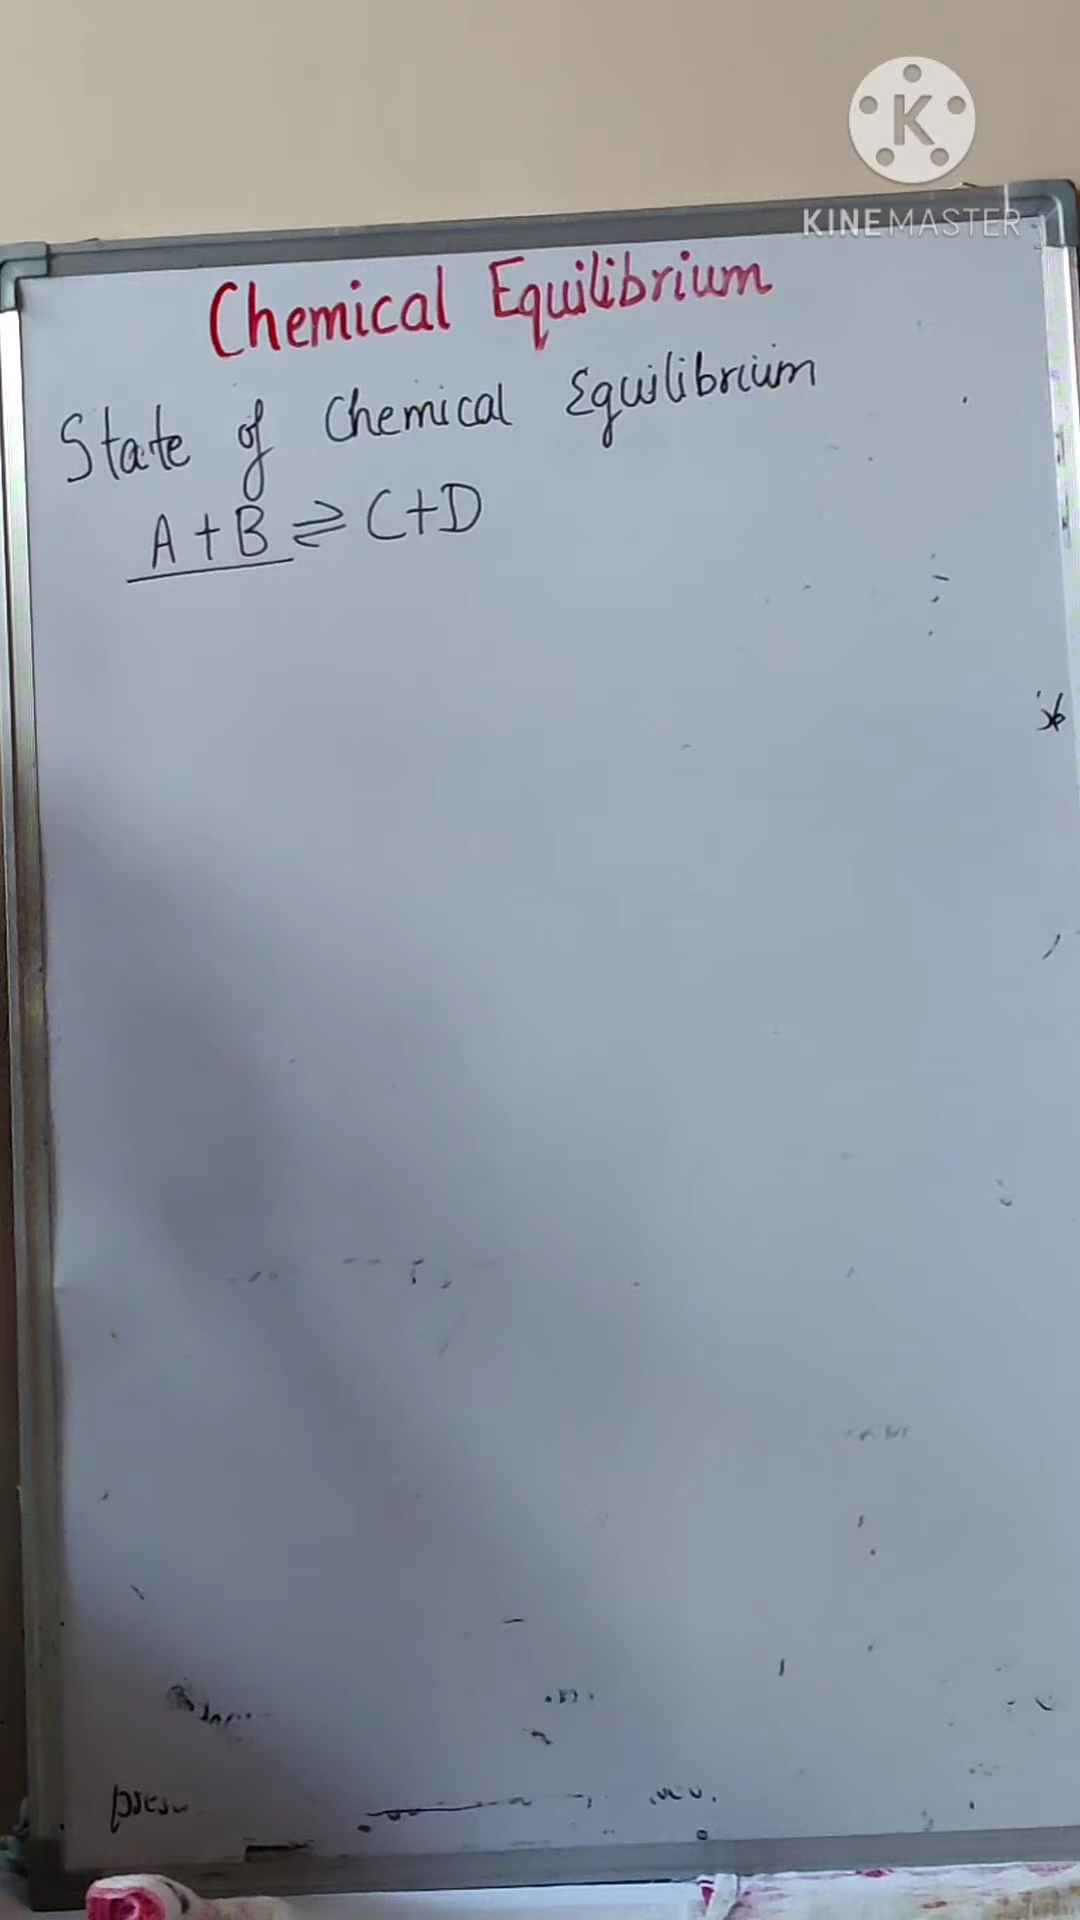 K
KINEMASTER
Chemical Equilibrium
State of Chemical Equilibrium
A + B ⇌ C + D